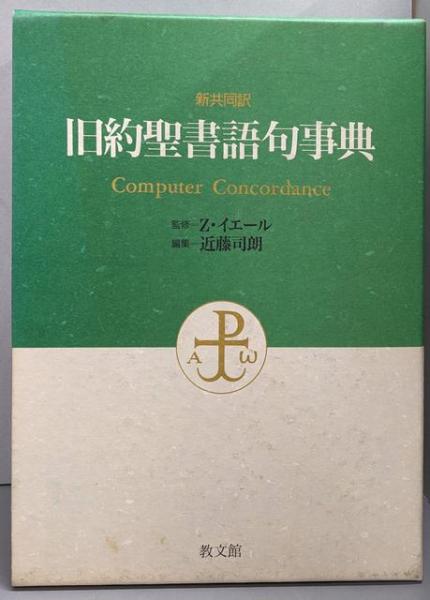 新共同訳
旧約聖書語句事典
Computer Concordance
監修―Z・イエール
編集―近藤司朗
P
A ω
教文館